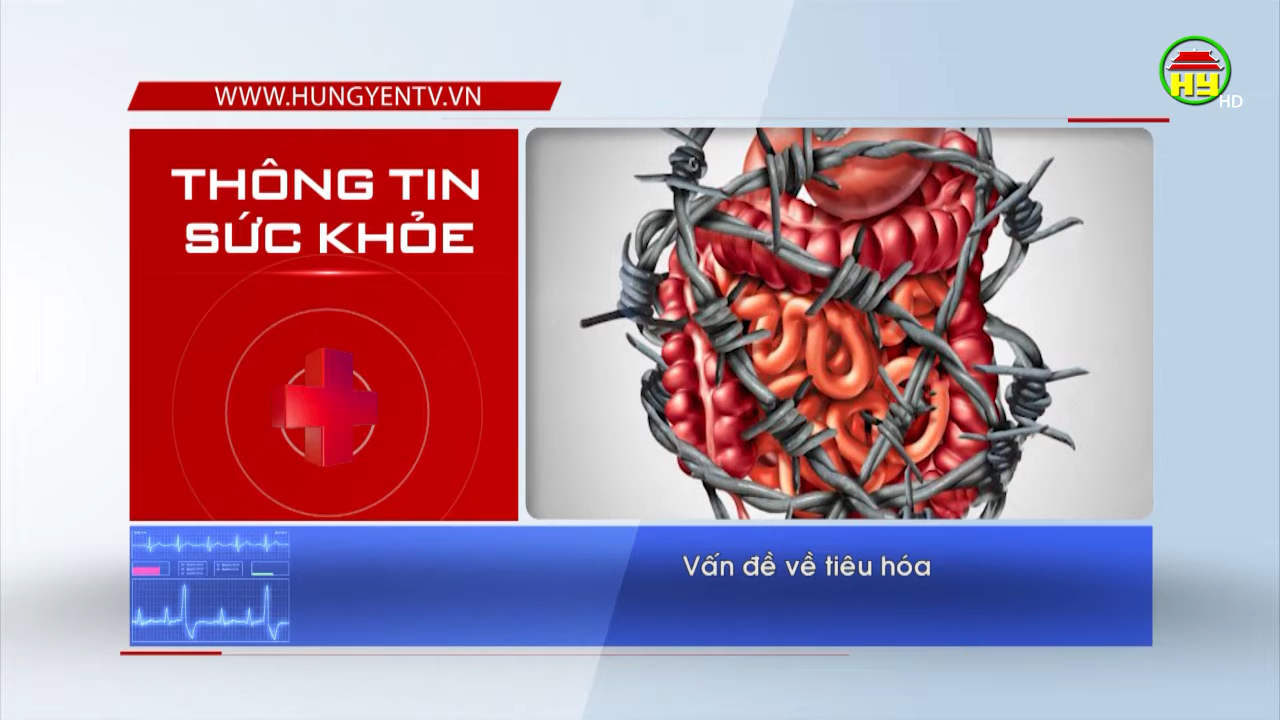 WWW.HUNGYENTV.VN
HY
HD
THÔNG TIN
SỨC KHỎE
Vấn đề về tiêu hóa